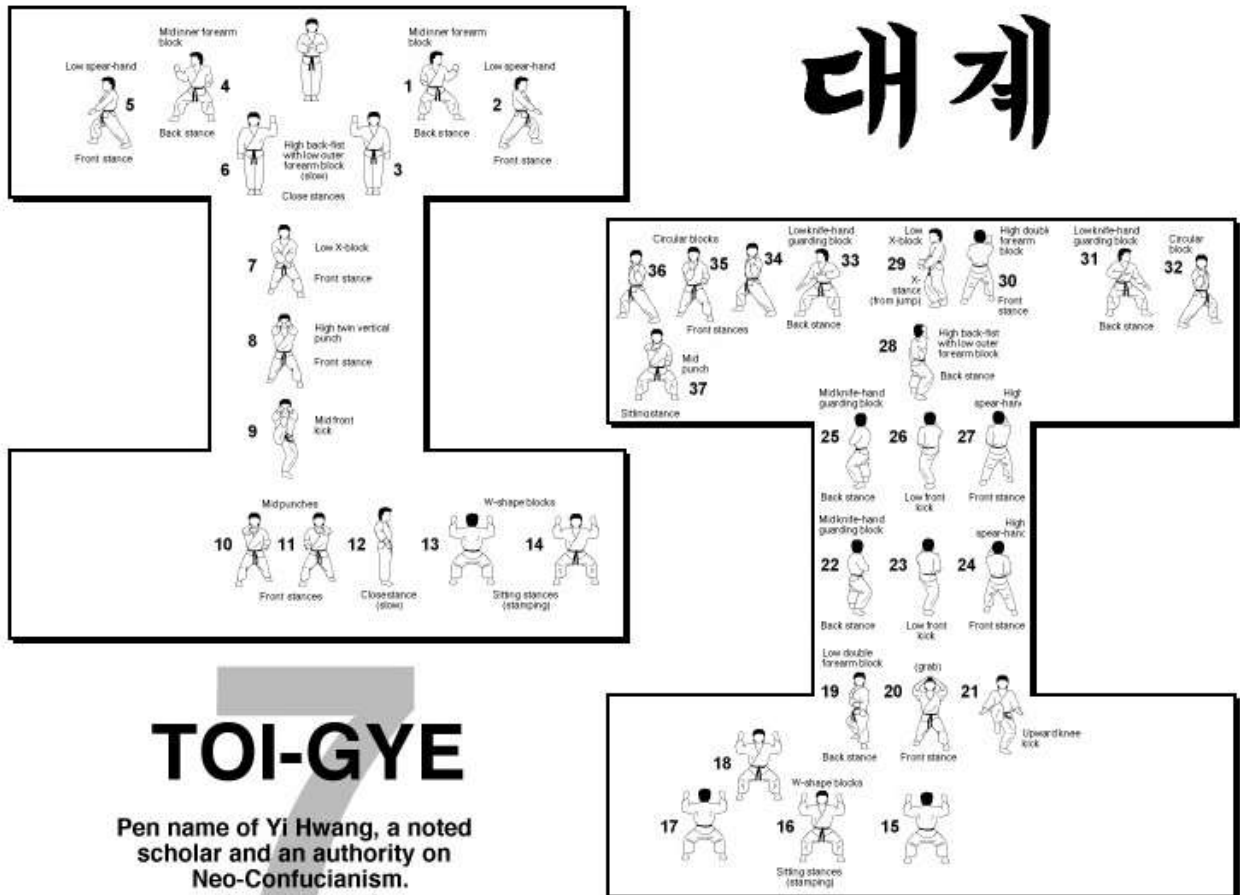 대계
Mid inner forearm
block
Low spear-hand
4
5
Back stance
Front stance
Mid inner forearm
block
Low spear-hand
1
2
Back stance
Front stance
High back-fist
with low outer
forearm block
(slow)
6
3
Close stances
7
Low X-block
Front stance
8
High twin vertical
punch
Front stance
9
Mid front
kick
Mid punches
10
11
Front stances
12
Close stance
(slow)
W-shape blocks
13
14
Sitting stances
(stamping)
7
TOI-GYE
Pen name of Yi Hwang, a noted
scholar and an authority on
Neo-Confucianism.
Circular blocks
36
35
34
Front stances
Low knife-hand
guarding block
33
Back stance
Low
X-block
29
X-
stance
(from jump)
High doubl
forearm
block
30
Front
stance
Low knife-hand
guarding block
31
Back stance
Circular
block
32
Mid
punch
37
Sitting stance
28
High back-fist
with low outer
forearm block
Back stance
Mid knife-hand
guarding block
25
Back stance
26
Low front
kick
High
spear-hand
27
Front stance
Mid knife-hand
guarding block
22
Back stance
23
Low front
kick
High
spear-hand
24
Front stance
Low double
forearm block
19
Back stance
(grab)
20
Front stance
21
Upward knee
kick
18
W-shape blocks
17
16
15
Sitting stances
(stamping)